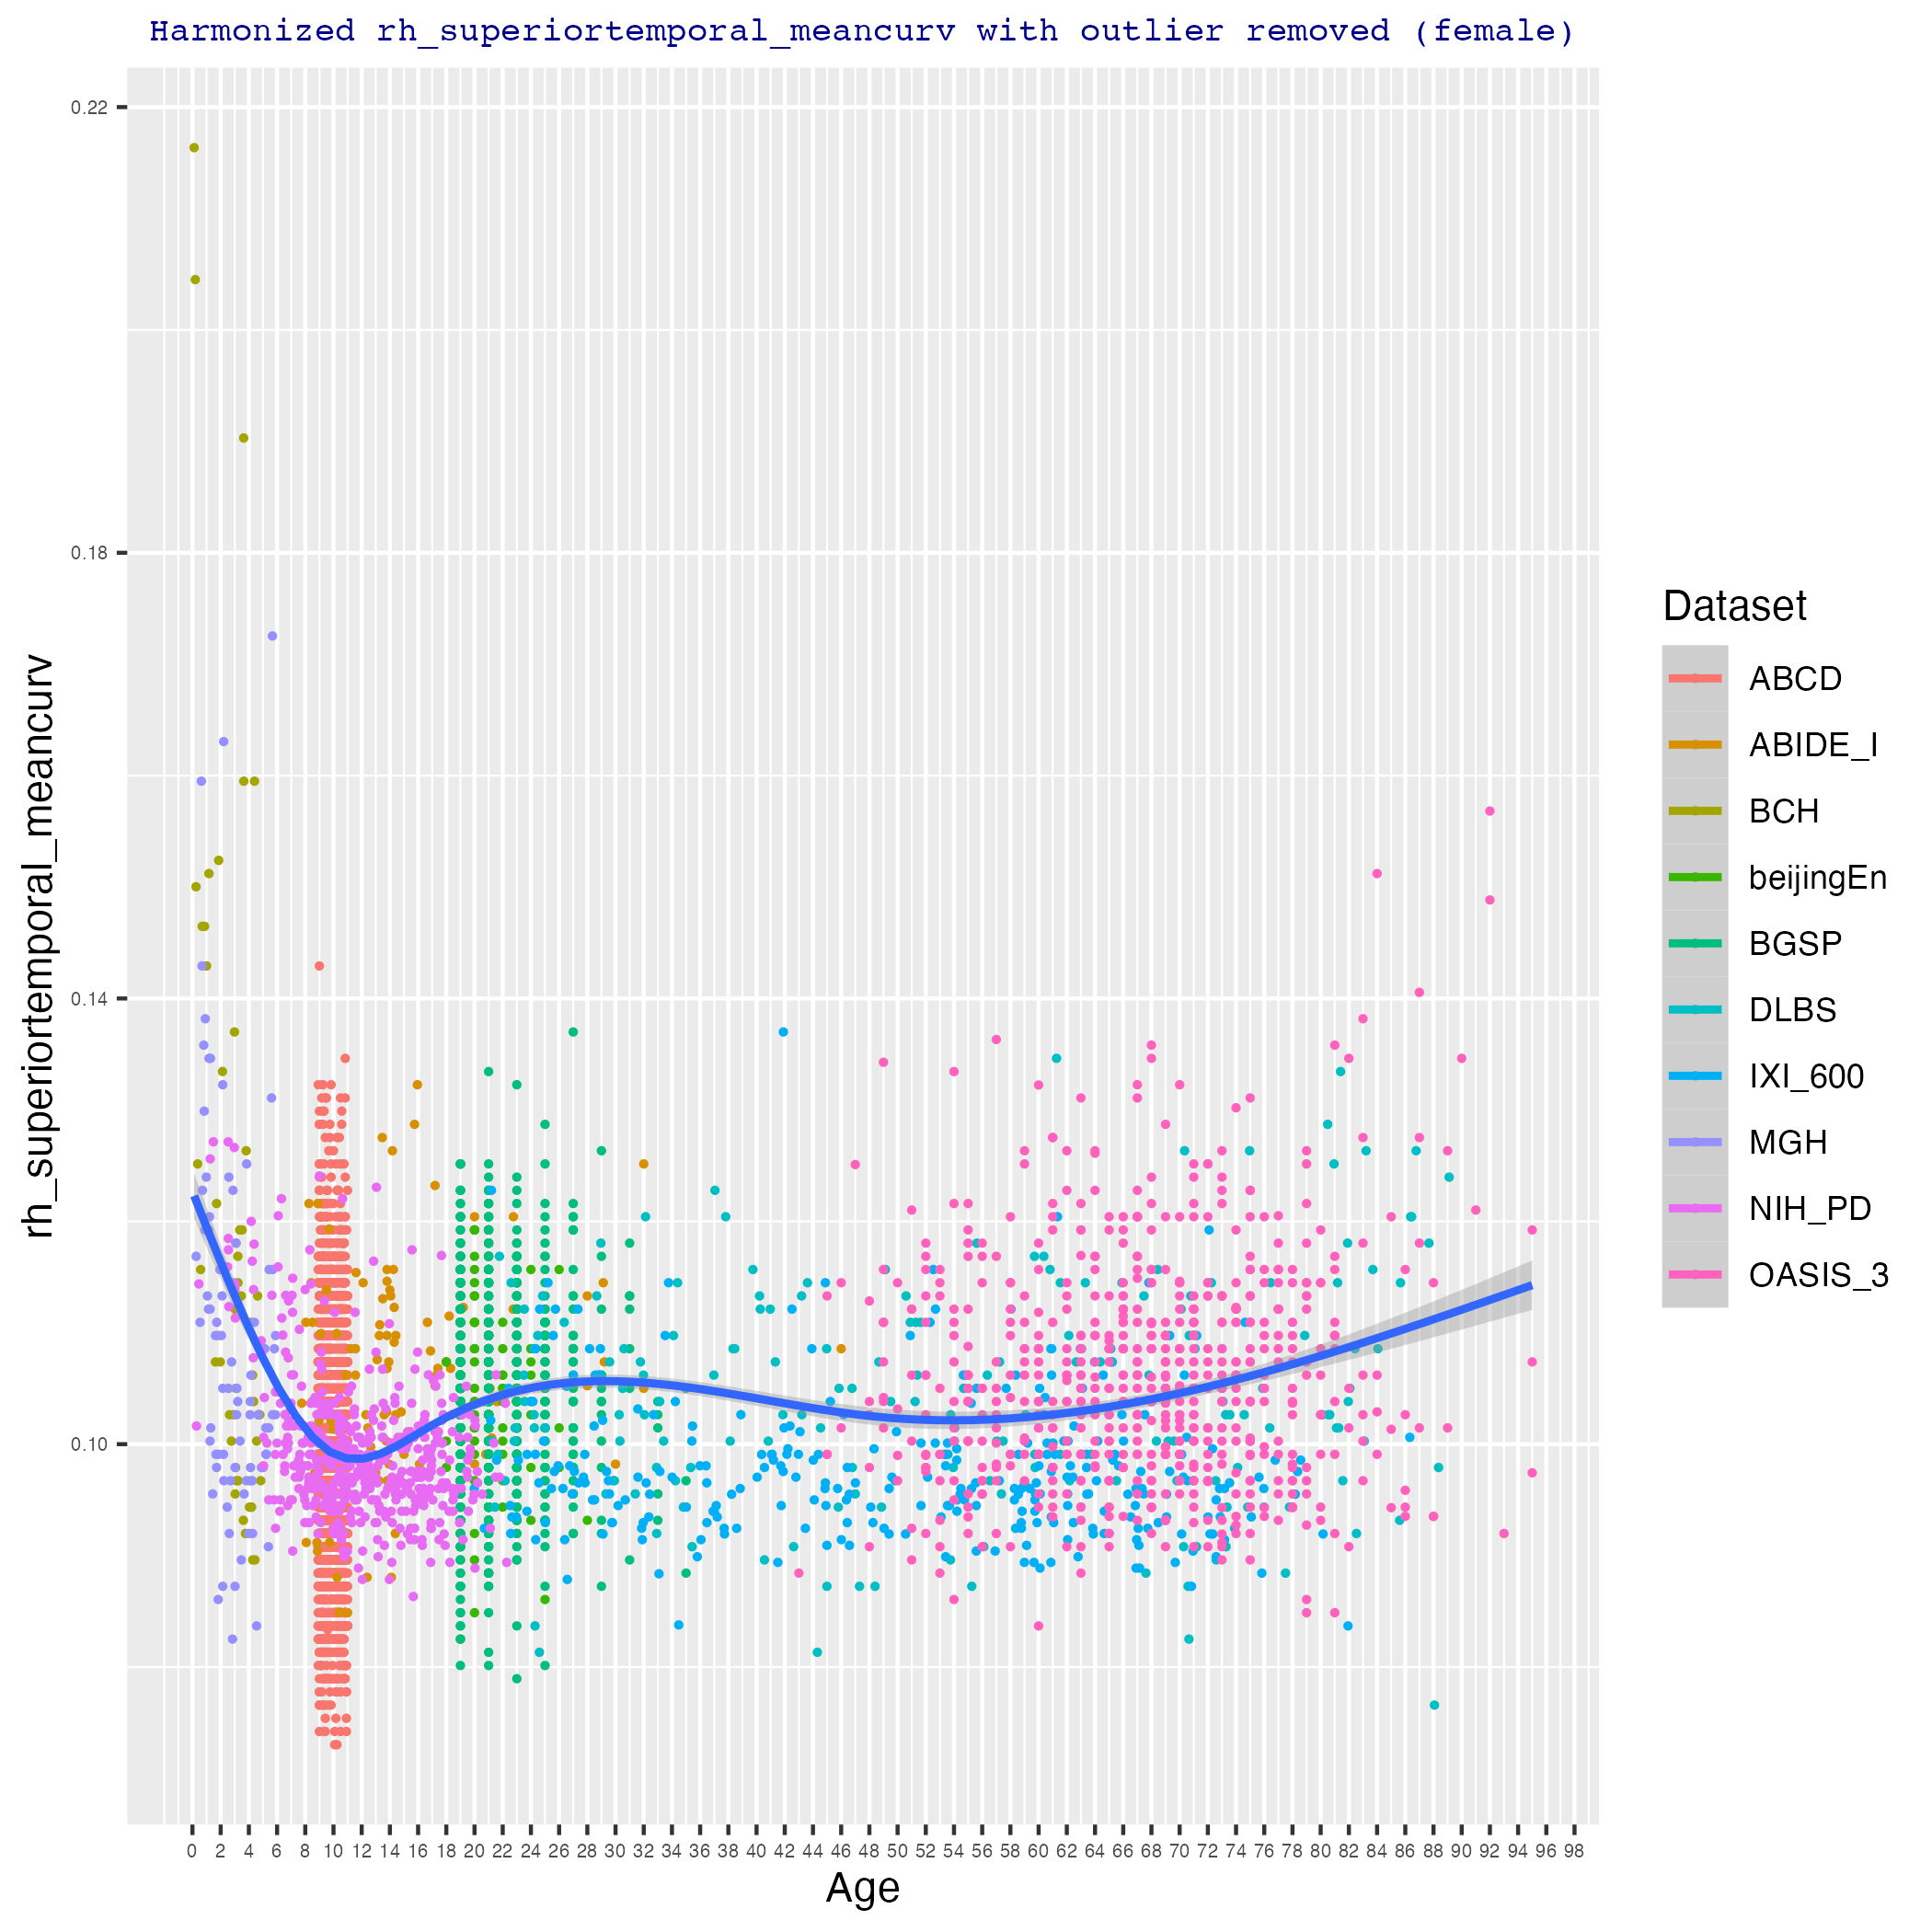 Harmonized rh_superiortemporal_meancurv with outlier removed (female)
rh_superiortemporal_meancurv
0.22
0.18
0.14
0.10
0 2 4 6 8 10 12 14 16 18 20 22 24 26 28 30 32 34 36 38 40 42 44 46 48 50 52 54 56 58 60 62 64 66 68 70 72 74 76 78 80 82 84 86 88 90 92 94 96 98
Age
Dataset
ABCD
ABIDE_I
BCH
beijingEn
BGSP
DLBS
IXI_600
MGH
NIH_PD
OASIS_3